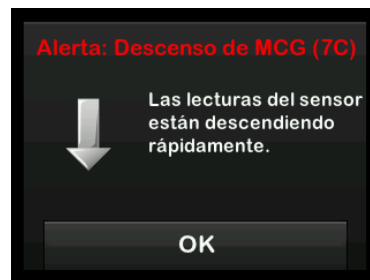 Alerta: Descenso de MCG (7C)
Las lecturas del sensor
están descendiendo
rápidamente.
OK